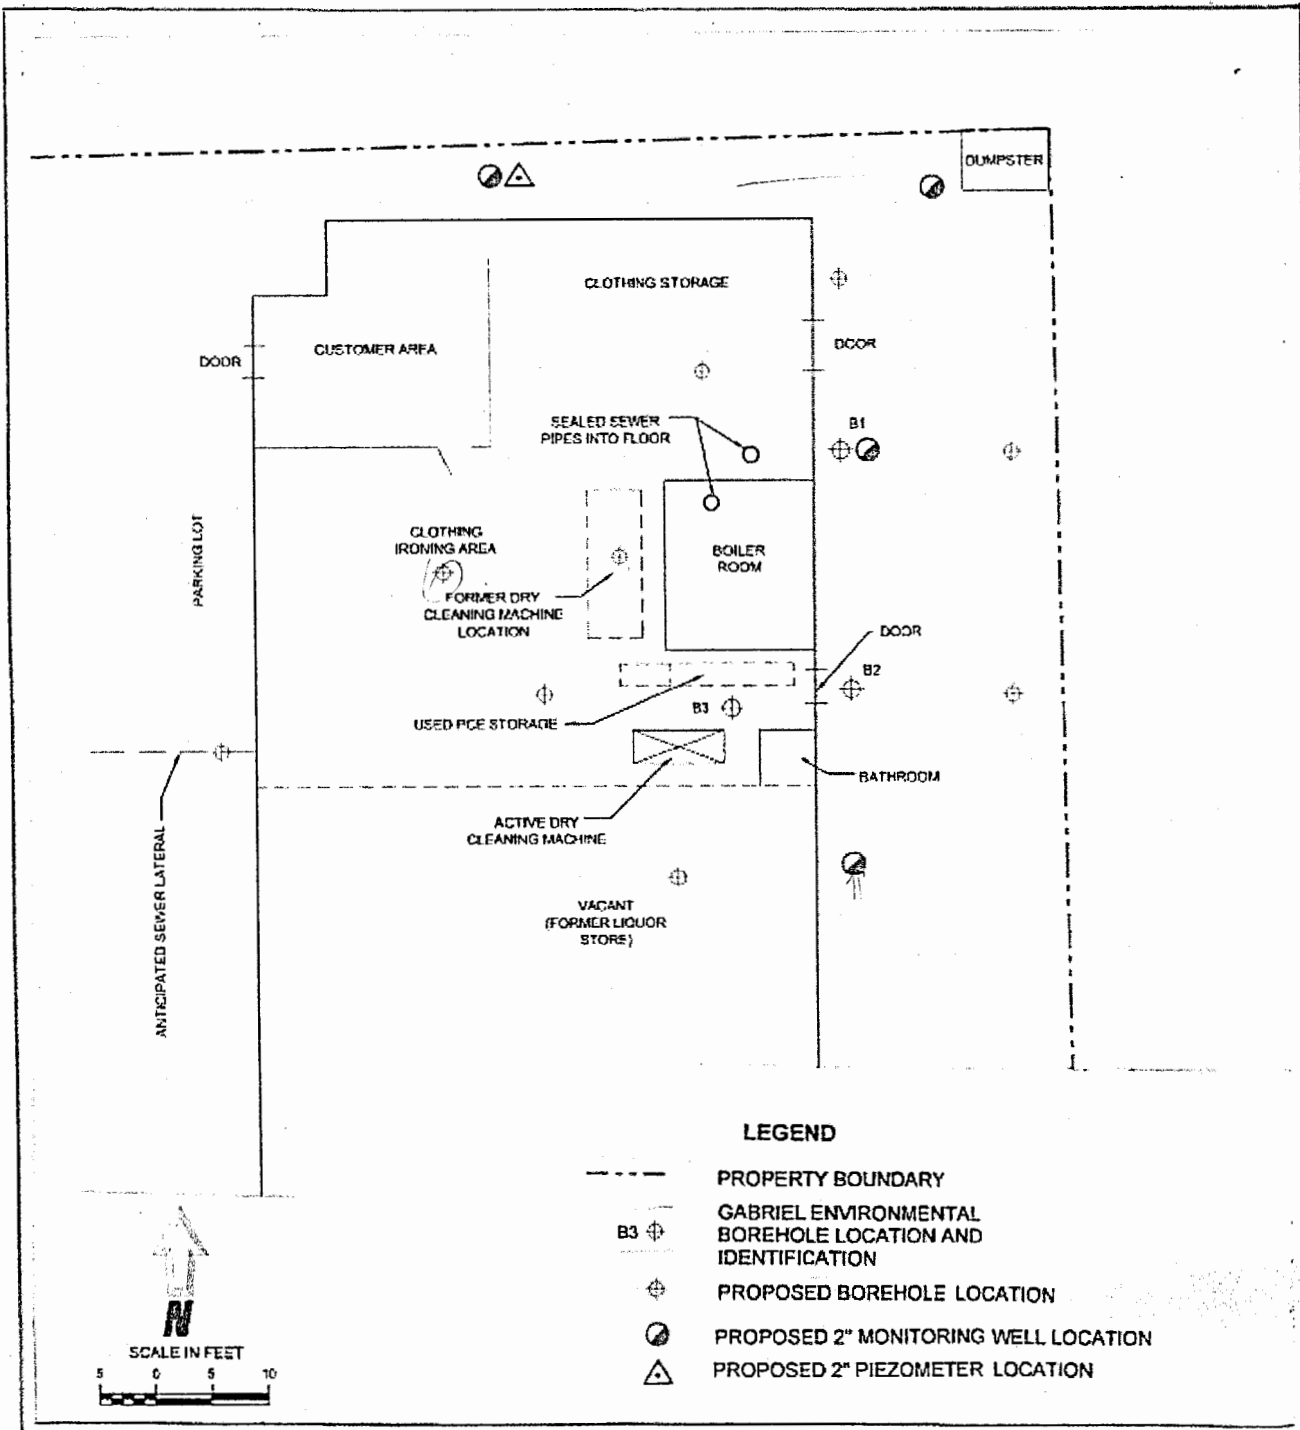 DUMPSTER
CLOTHING STORAGE
DOOR
CUSTOMER AREA
DOOR
SEALED SEWER
PIPES INTO FLOOR
B1
PARKING LOT
CLOTHING
IRONING AREA
BOILER
ROOM
FORMER DRY
CLEANING MACHINE
LOCATION
DOOR
B2
B3
USED PCE STORAGE
BATHROOM
ACTIVE DRY
CLEANING MACHINE
ANTICIPATED SEWER LATERAL
VACANT
(FORMER LIQUOR
STORE)
LEGEND
PROPERTY BOUNDARY
B3
GABRIEL ENVIRONMENTAL
BOREHOLE LOCATION AND
IDENTIFICATION
PROPOSED BOREHOLE LOCATION
PROPOSED 2" MONITORING WELL LOCATION
PROPOSED 2" PIEZOMETER LOCATION
N
SCALE IN FEET
5 0 5 10